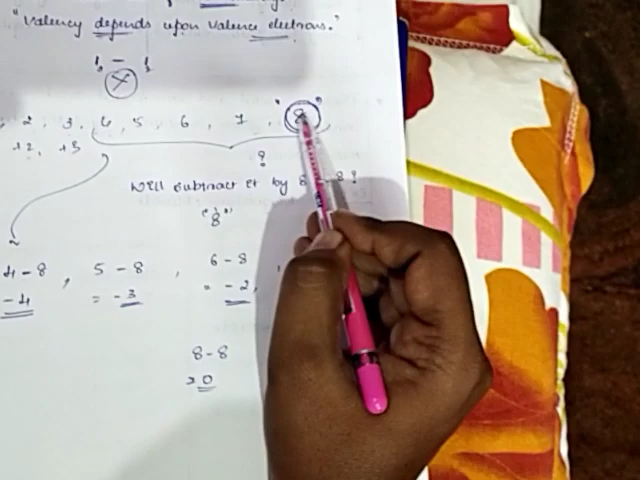 "Valency depends upon valence electrons."
2, 3, 4, 5, 6, 7, "8"
+2, +3 ?
Will subtract it by 8 - 8?
"8"
4-8, 5-8, 6-8,
-4 = -3 = -2,
8-8
= 0